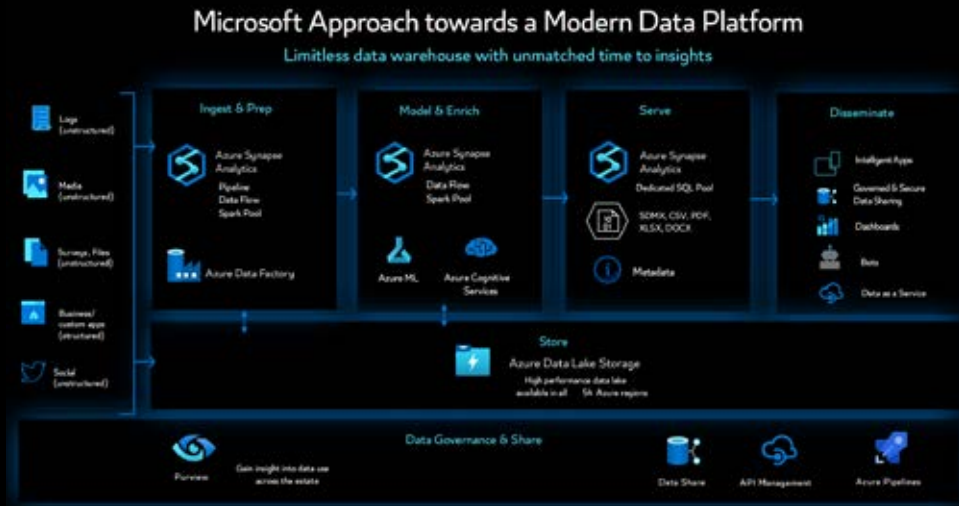 Microsoft Approach towards a Modern Data Platform
Limitless data warehouse with unmatched time to insights
Logs
(unstructured)
Media
(unstructured)
Surveys, Files
(unstructured)
Business/
custom apps
(structured)
Social
(unstructured)
Ingest & Prep
Azure Synapse
Analytics
Pipeline
Data Flow
Spark Pool
Azure Data Factory
Model & Enrich
Azure Synapse
Analytics
Data Flow
Spark Pool
Azure ML
Azure Cognitive
Services
Serve
Azure Synapse
Analytics
Dedicated SQL Pool
SDMX, CSV, PDF,
XLSX, DOCX
Metadata
Disseminate
Intelligent Apps
Governed & Secure
Data Sharing
Dashboards
Bots
Data as a Service
Store
Azure Data Lake Storage
High performance data lake
available in all Azure regions
Data Governance & Share
Purview
Gain insight into data use
across the estate
Data Share
API Management
Azure Pipelines